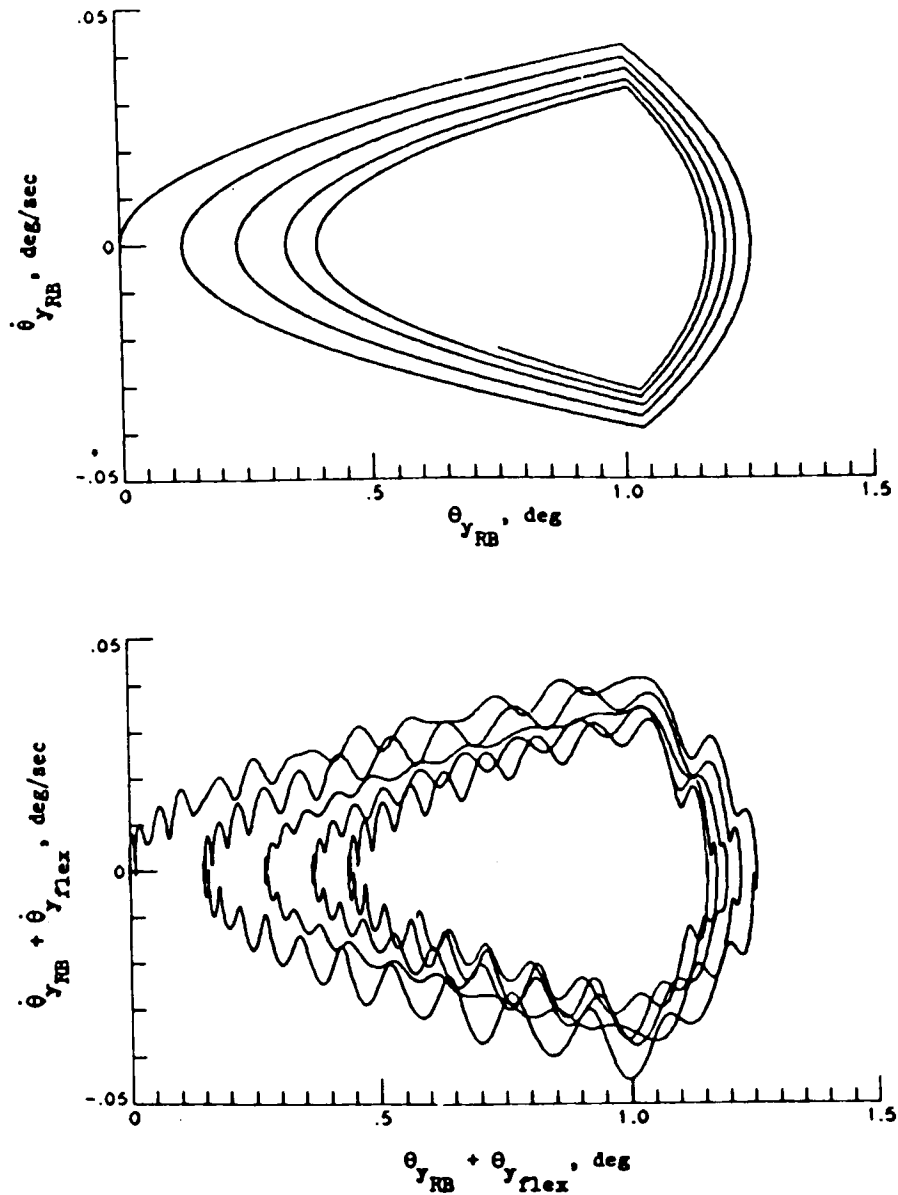 .05
θ̇yRB, deg/sec
0
-.05
0 .5 1.0 1.5
θyRB, deg
.05
θ̇yRB + θ̇yflex, deg/sec
0
-.05
0 .5 1.0 1.5
θyRB + θyflex, deg